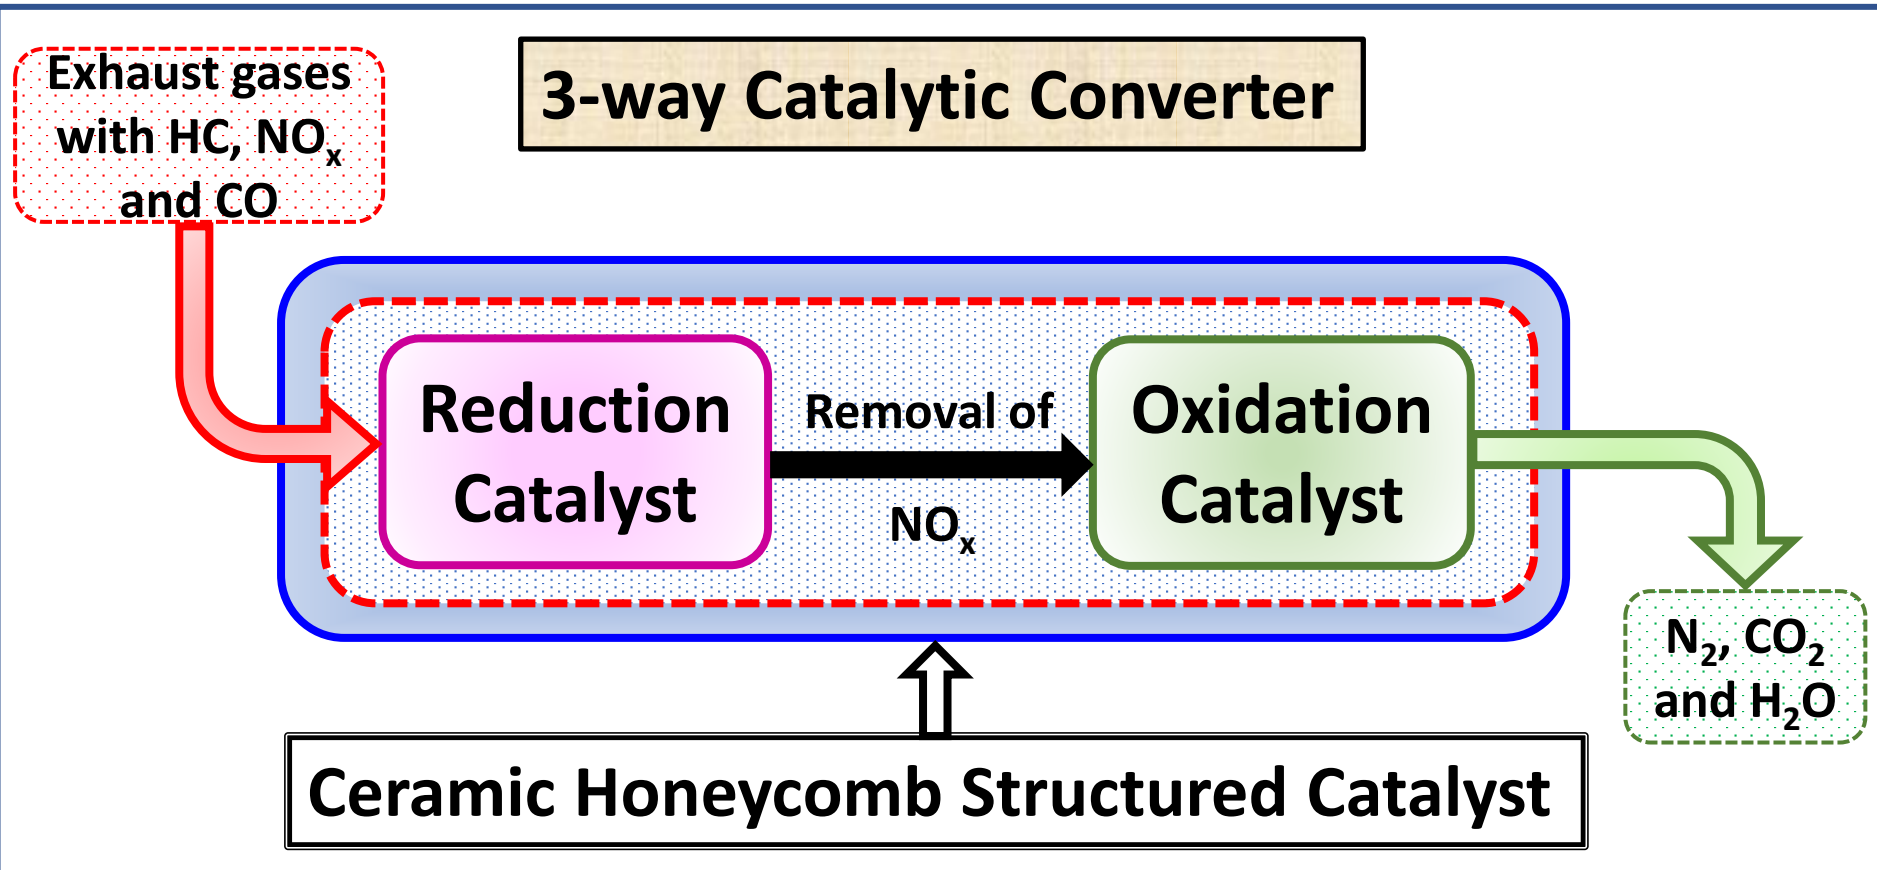 3-way Catalytic Converter
Exhaust gases
with HC, NOₓ
and CO
Reduction
Catalyst
Removal of
NOₓ
Oxidation
Catalyst
N₂, CO₂
and H₂O
Ceramic Honeycomb Structured Catalyst